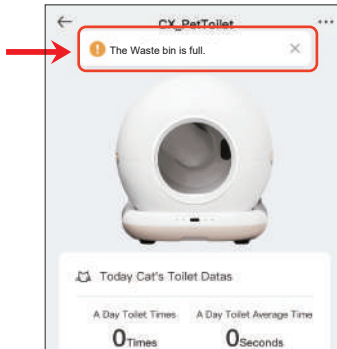 CX_PetToilet
The Waste bin is full.
Today Cat's Toilet Datas
A Day Toilet Times
A Day Toilet Average Time
0Times
0Seconds